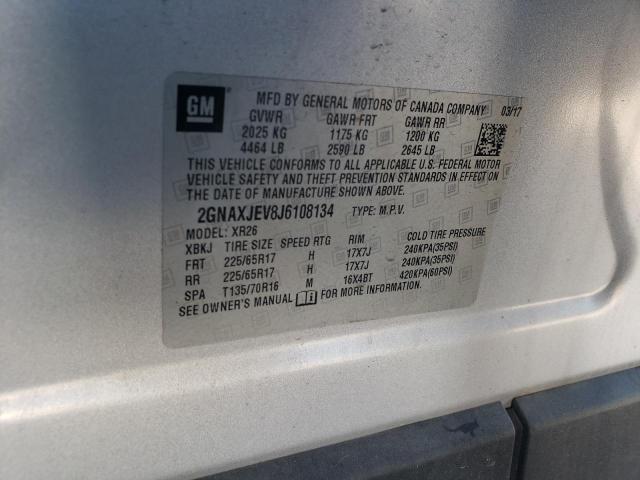 GM
MFD BY GENERAL MOTORS OF CANADA COMPANY 03/17
GVWR GAWR FRT GAWR RR
2025 KG 1175 KG 1200 KG
4464 LB 2590 LB 2645 LB
THIS VEHICLE CONFORMS TO ALL APPLICABLE U.S. FEDERAL MOTOR
VEHICLE SAFETY AND THEFT PREVENTION STANDARDS IN EFFECT ON
THE DATE OF MANUFACTURE SHOWN ABOVE.
2GNAXJEV8J6108134 TYPE: M.P.V.
MODEL: XR26
XBKJ TIRE SIZE SPEED RTG RIM COLD TIRE PRESSURE
FRT 225/65R17 H 17X7J 240KPA(35PSI)
RR 225/65R17 H 17X7J 240KPA(35PSI)
SPA T135/70R16 M 16X4BT 420KPA(60PSI)
SEE OWNER'S MANUAL FOR MORE INFORMATION.